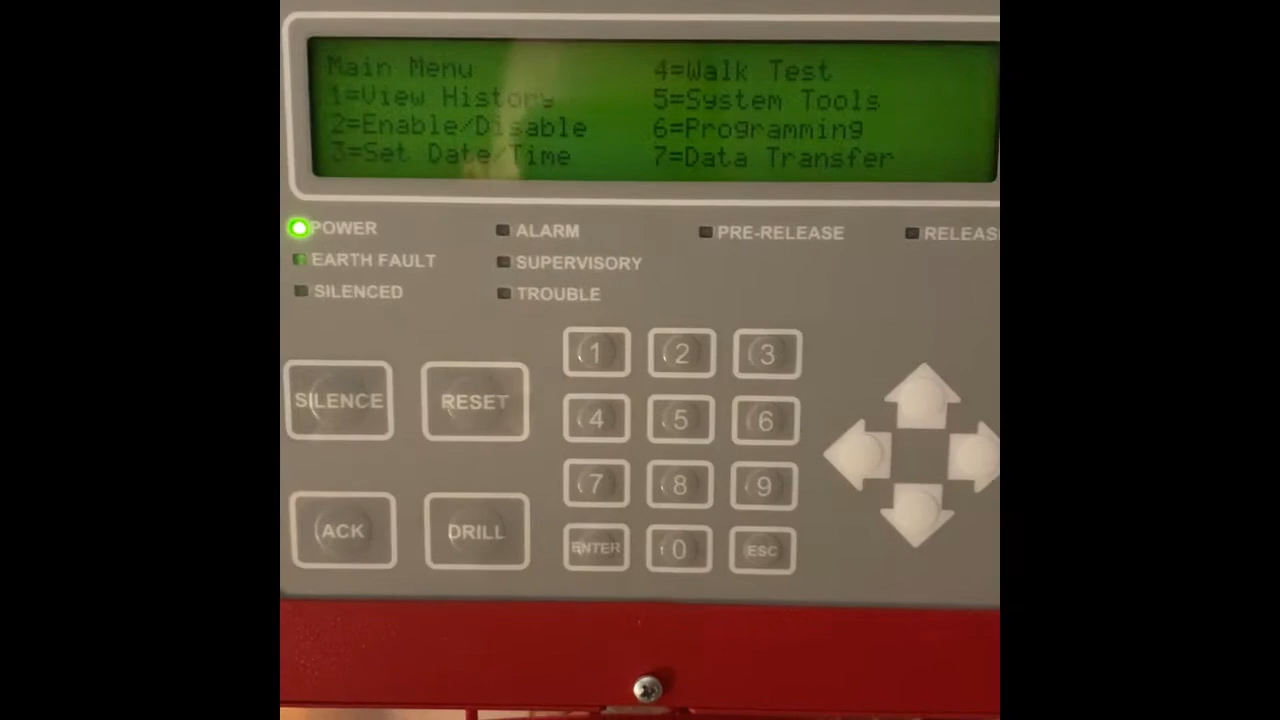 Main Menu
1=View History
2=Enable/Disable
3=Set Date/Time
4=Walk Test
5=System Tools
6=Programming
7=Data Transfer
POWER
ALARM
PRE-RELEASE
RELEAS
EARTH FAULT
SUPERVISORY
SILENCED
TROUBLE
1 2 3
SILENCE RESET
4 5 6
7 8 9
ACK DRILL
ENTER 0 ESC